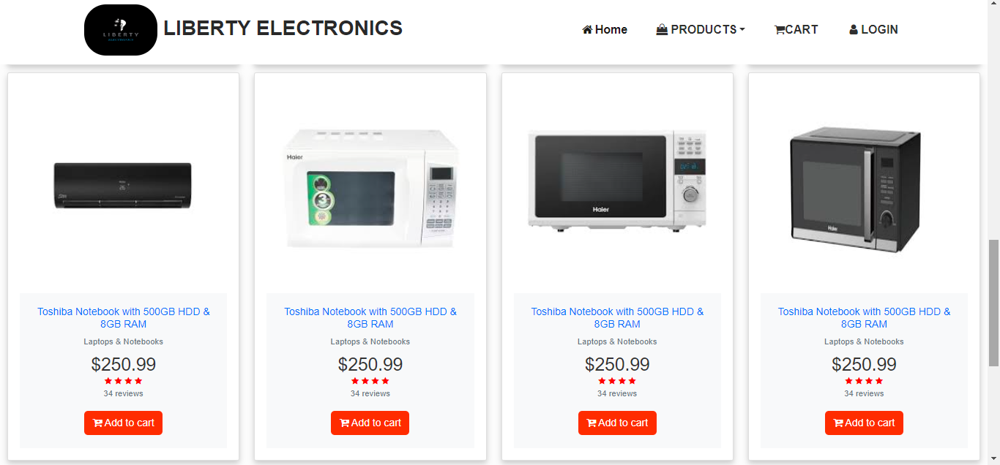 LIBERTY
LIBERTY ELECTRONICS
Home
PRODUCTS
CART
LOGIN
Haier
3
Haier
Haier
Toshiba Notebook with 500GB HDD &
8GB RAM
Laptops & Notebooks
$250.99
34 reviews
Add to cart
Toshiba Notebook with 500GB HDD &
8GB RAM
Laptops & Notebooks
$250.99
34 reviews
Add to cart
Toshiba Notebook with 500GB HDD &
8GB RAM
Laptops & Notebooks
$250.99
34 reviews
Add to cart
Toshiba Notebook with 500GB HDD &
8GB RAM
Laptops & Notebooks
$250.99
34 reviews
Add to cart